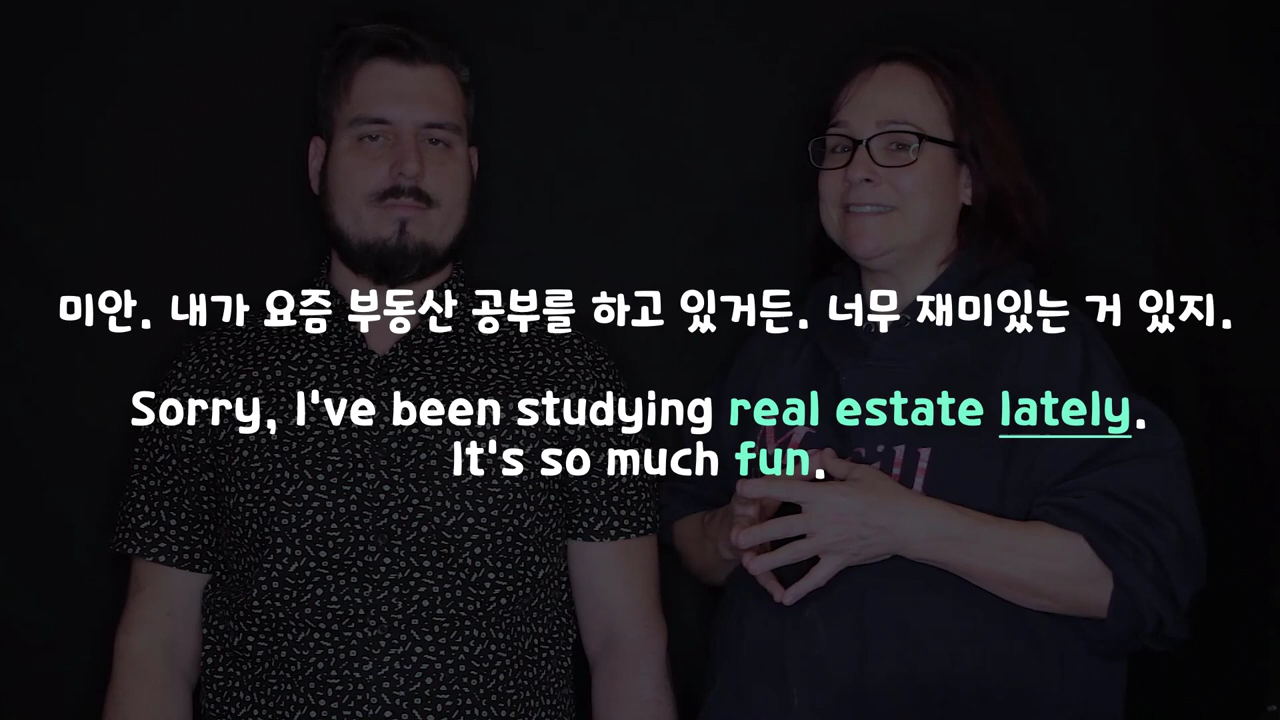 미안. 내가 요즘 부동산 공부를 하고 있거든. 너무 재미있는 거 있지.
Sorry, I've been studying real estate lately.
It's so much fun.